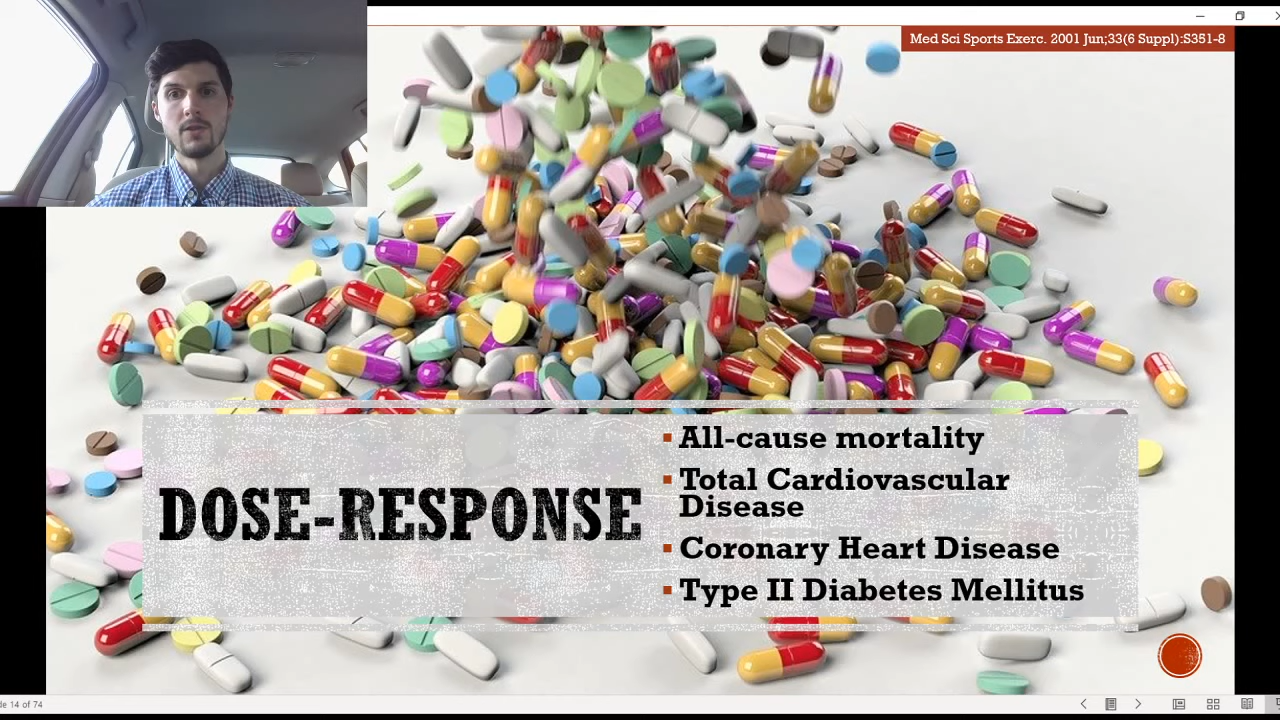 Med Sci Sports Exerc. 2001 Jun;33(6 Suppl):S351-8
DOSE-RESPONSE
All-cause mortality
Total Cardiovascular
Disease
Coronary Heart Disease
Type II Diabetes Mellitus
14 of 74